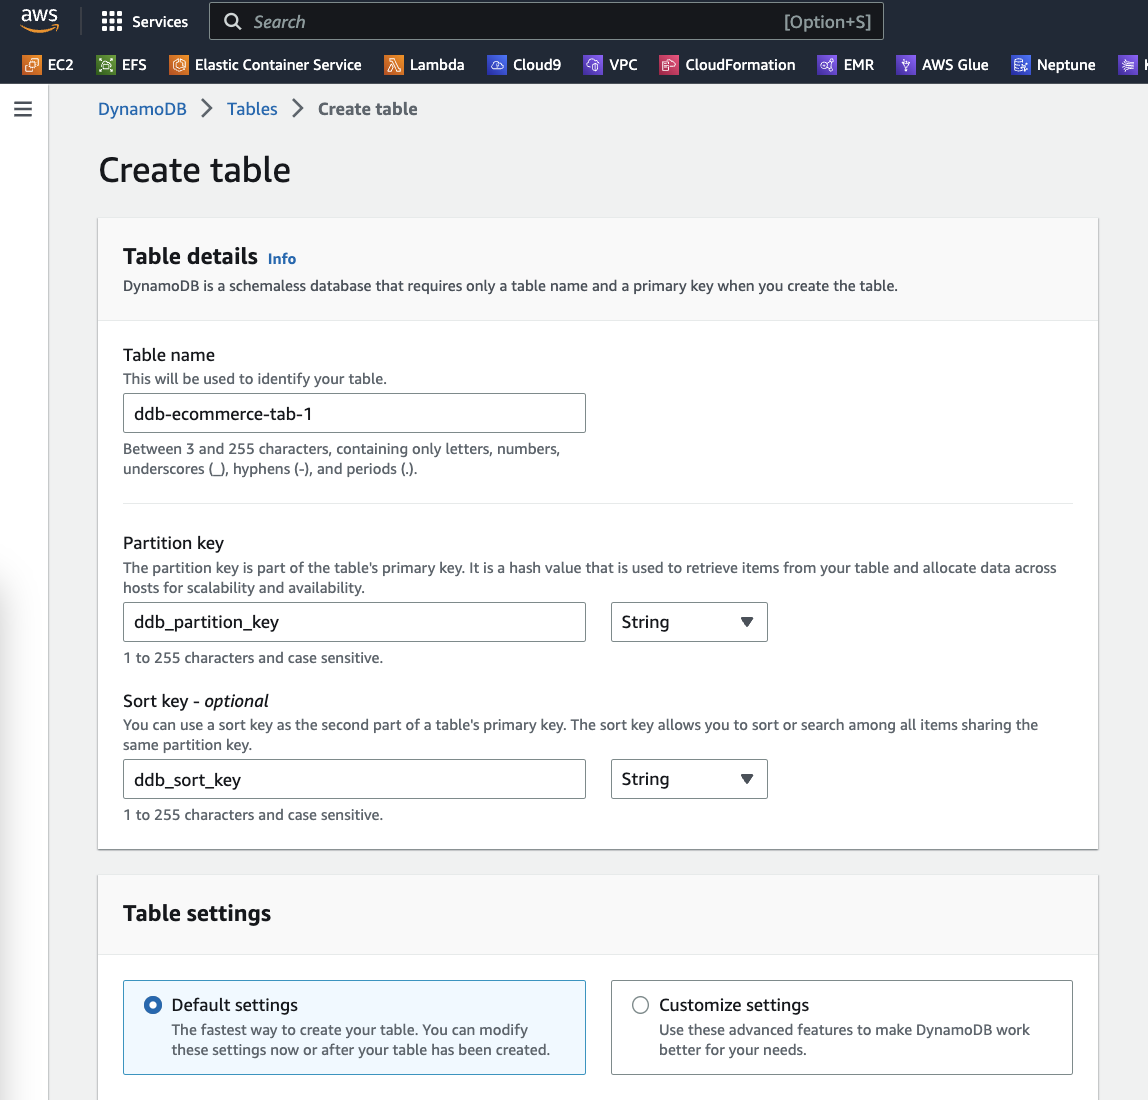 aws
Services
Search
[Option+S]
EC2
EFS
Elastic Container Service
Lambda
Cloud9
VPC
CloudFormation
EMR
AWS Glue
Neptune
DynamoDB
Tables
Create table
Create table
Table details Info
DynamoDB is a schemaless database that requires only a table name and a primary key when you create the table.
Table name
This will be used to identify your table.
ddb-ecommerce-tab-1
Between 3 and 255 characters, containing only letters, numbers,
underscores (_), hyphens (-), and periods (.).
Partition key
The partition key is part of the table's primary key. It is a hash value that is used to retrieve items from your table and allocate data across
hosts for scalability and availability.
ddb_partition_key
String
1 to 255 characters and case sensitive.
Sort key - optional
You can use a sort key as the second part of a table's primary key. The sort key allows you to sort or search among all items sharing the
same partition key.
ddb_sort_key
String
1 to 255 characters and case sensitive.
Table settings
Default settings
The fastest way to create your table. You can modify
these settings now or after your table has been created.
Customize settings
Use these advanced features to make DynamoDB work
better for your needs.